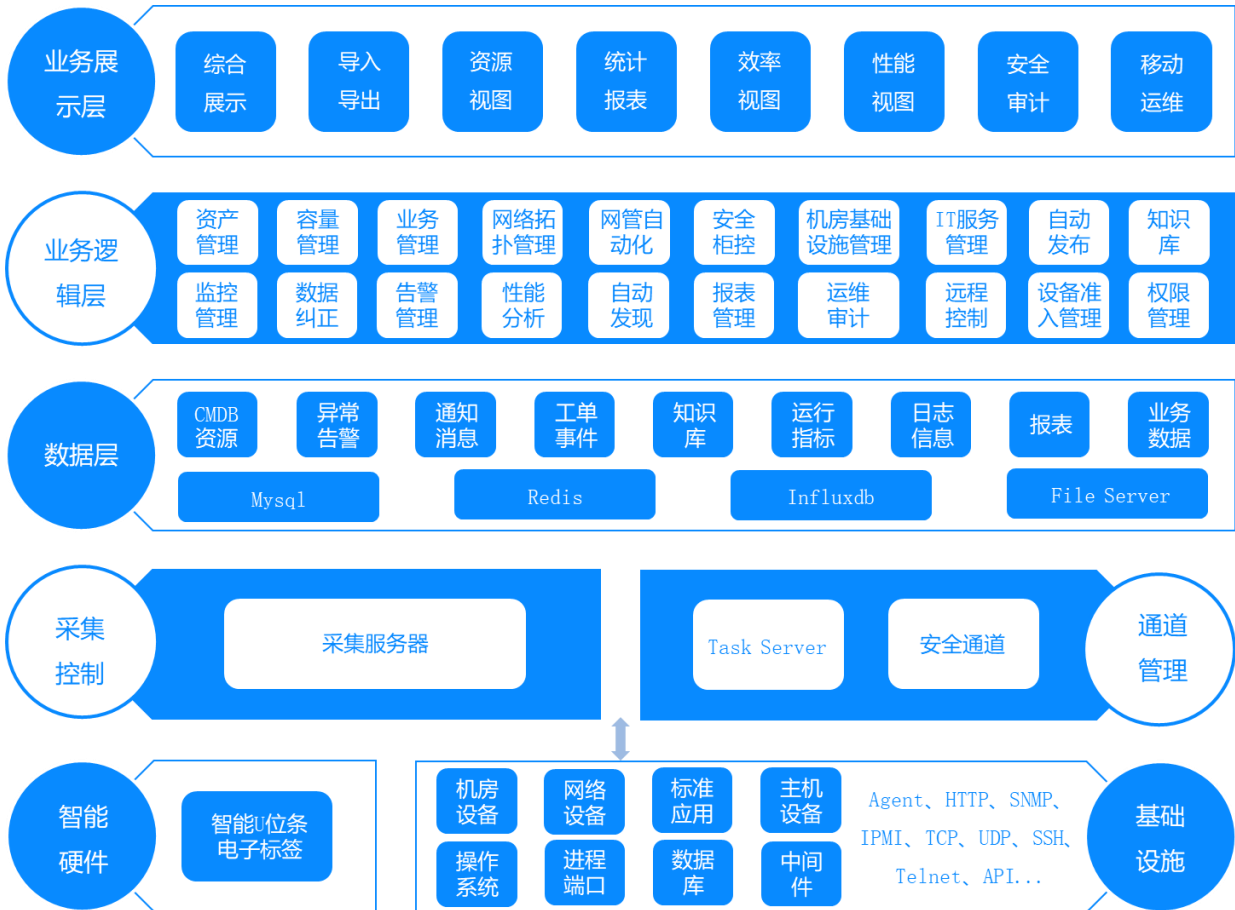 业务展
示层
综合
展示
导入
导出
资源
视图
统计
报表
效率
视图
性能
视图
安全
审计
移动
运维
业务逻
辑层
资产
管理
容量
管理
业务
管理
网络拓
扑管理
网管自
动化
安全
柜控
机房基础
设施管理
IT服务
管理
自动
发布
知识
库
监控
管理
数据
纠正
告警
管理
性能
分析
自动
发现
报表
管理
运维
审计
远程
控制
设备准
入管理
权限
管理
数据层
CMDB
资源
异常
告警
通知
消息
工单
事件
知识
库
运行
指标
日志
信息
报表
业务
数据
Mysql
Redis
Influxdb
File Server
采集
控制
采集服务器
Task Server
安全通道
通道
管理
智能
硬件
智能U位条
电子标签
机房
设备
网络
设备
标准
应用
主机
设备
操作
系统
进程
端口
数据
库
中间
件
Agent、HTTP、SNMP、
IPMI、TCP、UDP、SSH、
Telnet、API...
基础
设施